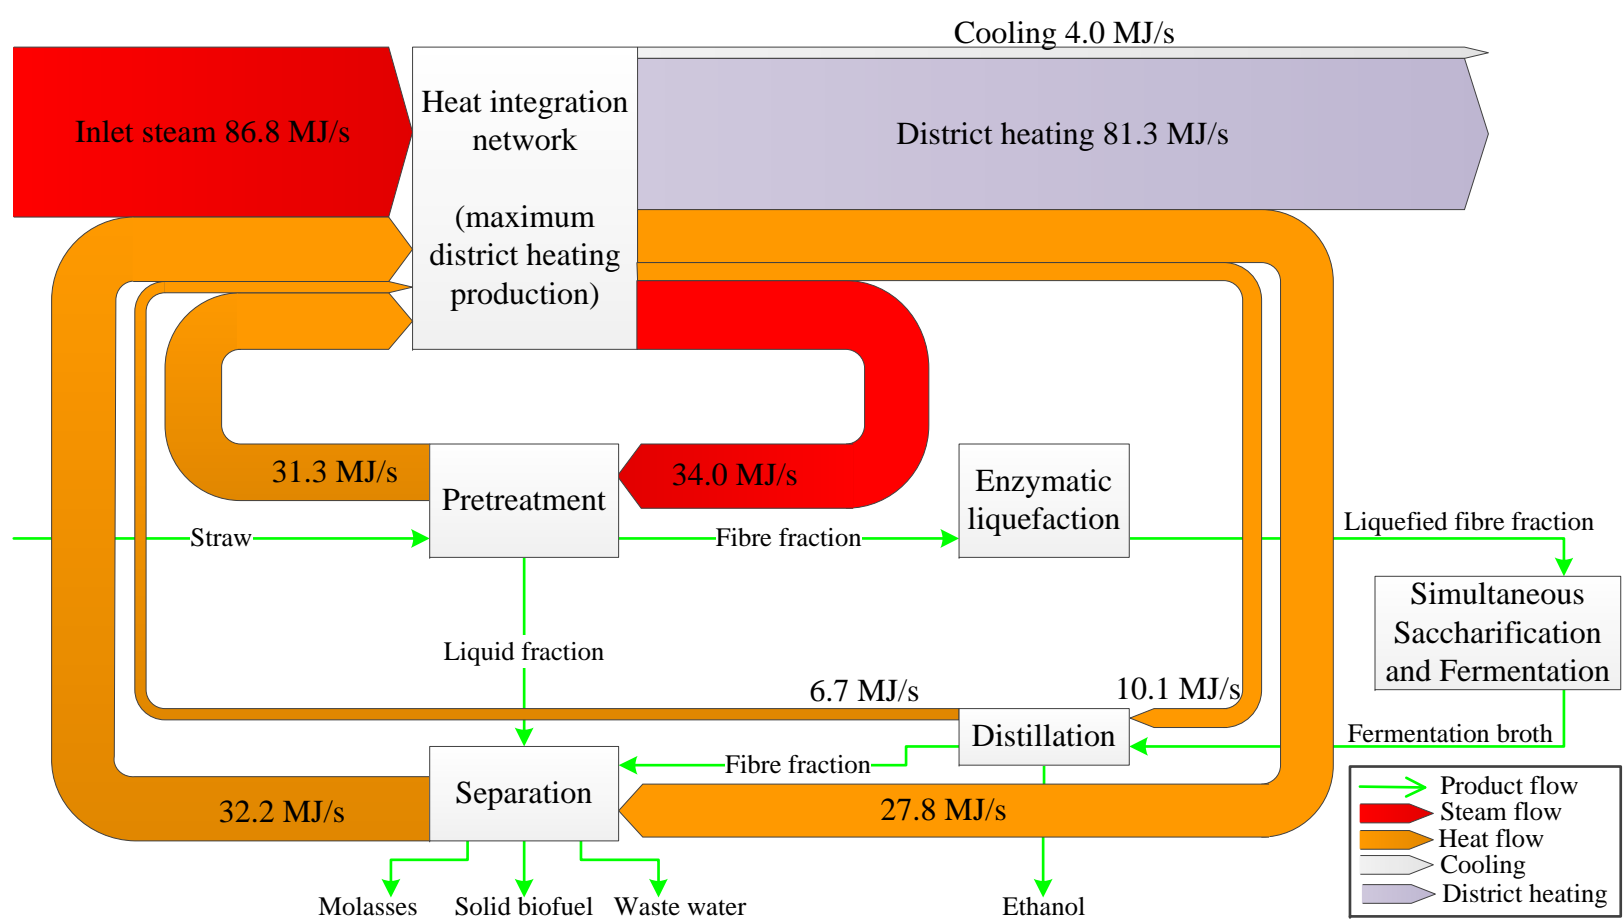 Cooling 4.0 MJ/s
Inlet steam 86.8 MJ/s
Heat integration
network
(maximum
district heating
production)
District heating 81.3 MJ/s
31.3 MJ/s
34.0 MJ/s
Pretreatment
Enzymatic
liquefaction
Straw
Fibre fraction
Liquefied fibre fraction
Simultaneous
Saccharification
and Fermentation
Liquid fraction
6.7 MJ/s
10.1 MJ/s
Distillation
Fermentation broth
Fibre fraction
Separation
32.2 MJ/s
27.8 MJ/s
Product flow
Steam flow
Heat flow
Cooling
District heating
Molasses
Solid biofuel
Waste water
Ethanol